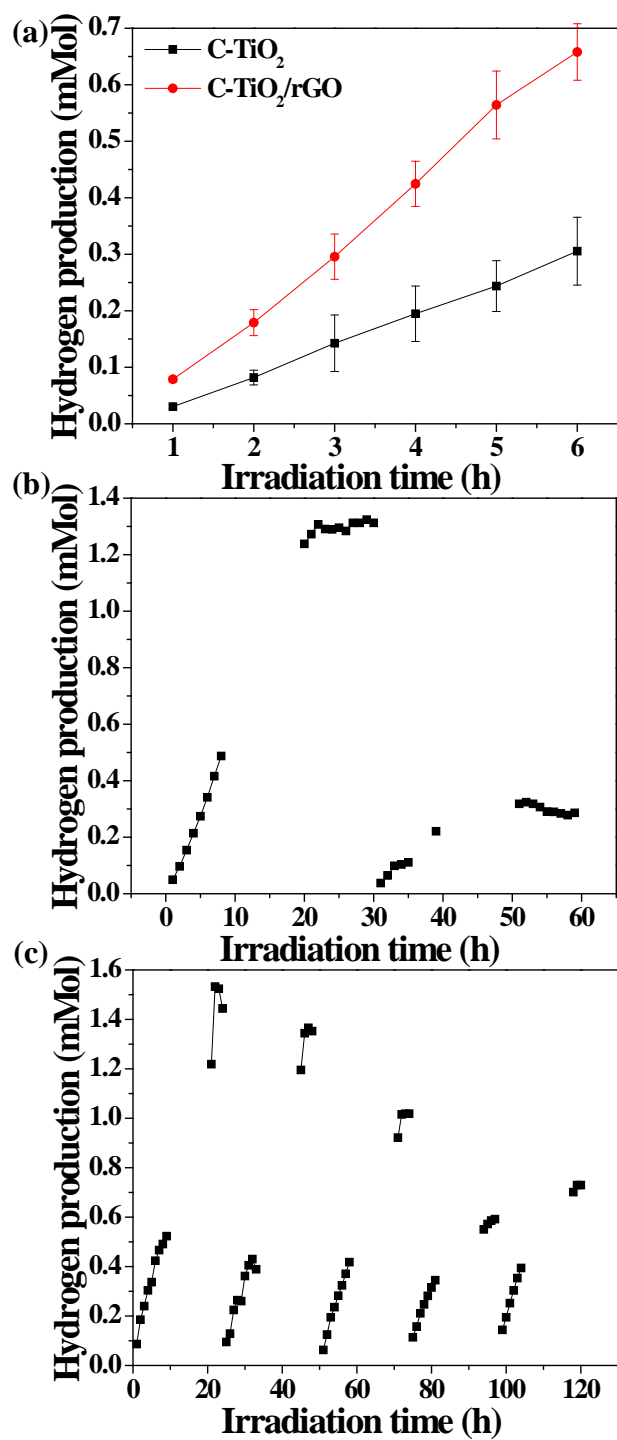 (a)
Hydrogen production (mMol)
0.7
0.6
0.5
0.4
0.3
0.2
0.1
0.0
C-TiO2
C-TiO2/rGO
1 2 3 4 5 6
Irradiation time (h)
(b)
Hydrogen production (mMol)
1.4
1.2
1.0
0.8
0.6
0.4
0.2
0.0
0 10 20 30 40 50 60
Irradiation time (h)
(c)
Hydrogen production (mMol)
1.6
1.4
1.2
1.0
0.8
0.6
0.4
0.2
0.0
0 20 40 60 80 100 120
Irradiation time (h)